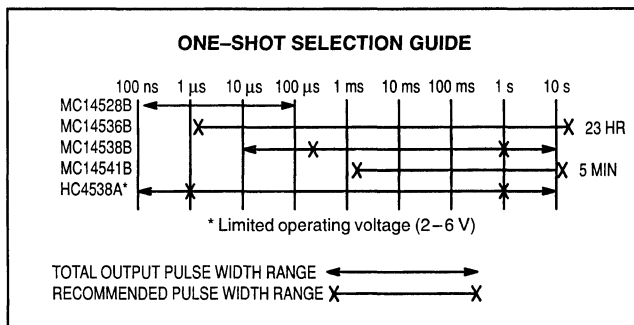 ONE–SHOT SELECTION GUIDE
100 ns 1 μs 10 μs 100 μs 1 ms 10 ms 100 ms 1 s 10 s
MC14528B
MC14536B 23 HR
MC14538B
MC14541B 5 MIN
HC4538A*
* Limited operating voltage (2–6 V)
TOTAL OUTPUT PULSE WIDTH RANGE
RECOMMENDED PULSE WIDTH RANGE